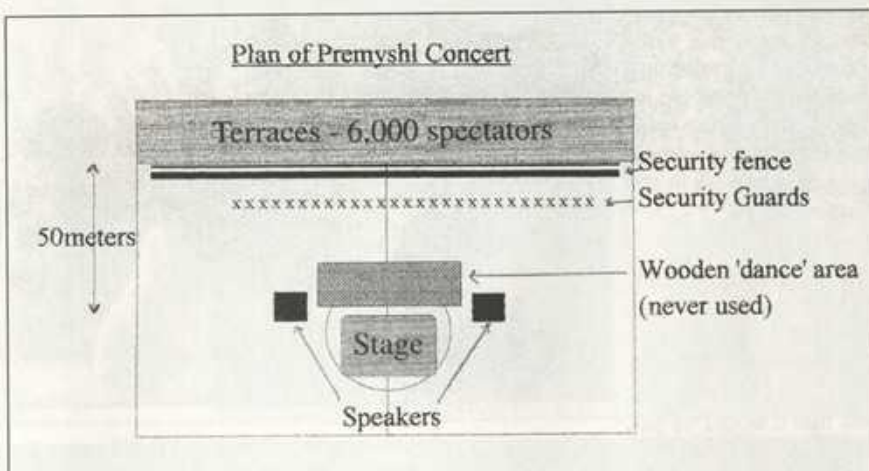 Plan of Premyshl Concert
Terraces - 6,000 spectators
Security fence
xxxxxxxxxxxxxxxxxxxxxxxxxxxx
Security Guards
50meters
Wooden 'dance' area
(never used)
Stage
Speakers